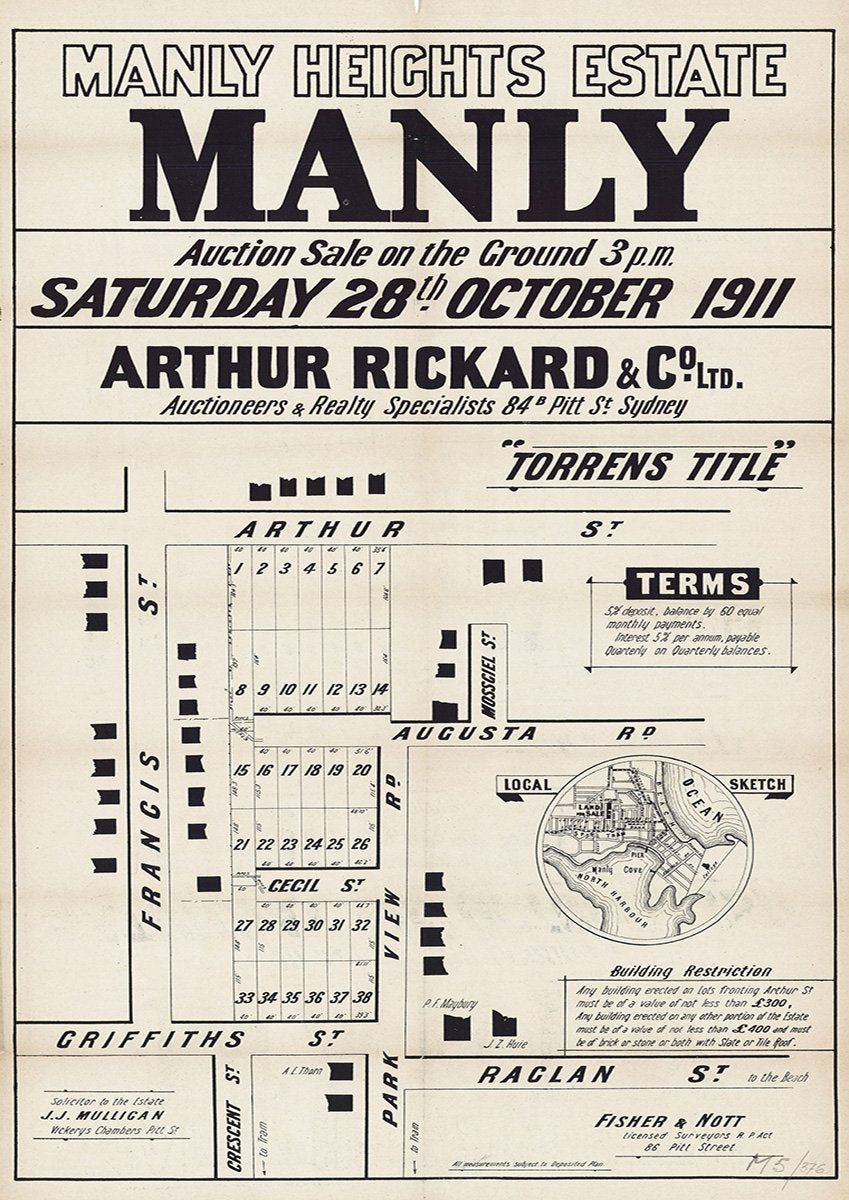 MANLY HEIGHTS ESTATE
MANLY
Auction Sale on the Ground 3 p.m.
SATURDAY 28th OCTOBER 1911
ARTHUR RICKARD & Co. LTD.
Auctioneers & Realty Specialists 84B Pitt St Sydney
"TORRENS TITLE"
ARTHUR ST
FRANCIS ST
1 2 3 4 5 6 7
8 9 10 11 12 13 14
MOSSGIEL ST
TERMS
5% deposit, balance by 60 equal
monthly payments.
Interest 5% per annum, payable
Quarterly on Quarterly balances.
AUGUSTA RD
15 16 17 18 19 20
21 22 23 24 25 26
CECIL ST
27 28 29 30 31 32
33 34 35 36 37 38
PARK VIEW RD
LOCAL SKETCH
OCEAN
LAND
SALE
PIER
Manly Cove
NORTH HARBOUR
Building Restriction
Any building erected on Lots fronting Arthur St
must be of a value of not less than £300,
Any building erected on any other portion of the Estate
must be of a value of not less than £400 and must
be of brick or stone or both with Slate or Tile Roof.
P. F. Maybury
J. Z. Huie
GRIFFITHS ST
A. E. Thorn
CRESCENT ST
to Tram
to Tram
RAGLAN ST to the Beach
Solicitor to the Estate
J. J. MULLIGAN
Vickerys Chambers Pitt St
FISHER & NOTT
Licensed Surveyors R. P. Act
86 Pitt Street
All measurements subject to Deposited Plan
M5/376